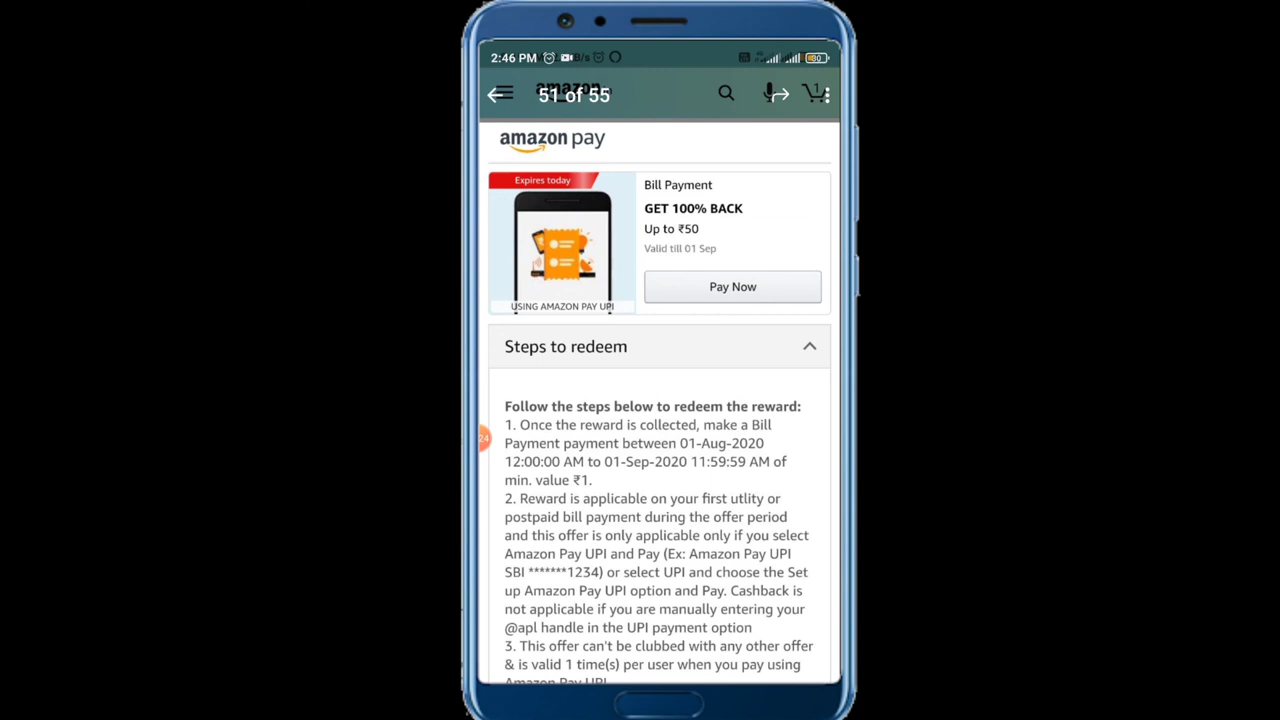 2:46 PM
B/s
80
amazon
51 of 55
1
amazon pay
Expires today
Bill Payment
GET 100% BACK
Up to ₹50
Valid till 01 Sep
Pay Now
USING AMAZON PAY UPI
Steps to redeem
Follow the steps below to redeem the reward:
1. Once the reward is collected, make a Bill
24
Payment payment between 01-Aug-2020
12:00:00 AM to 01-Sep-2020 11:59:59 AM of
min. value ₹1.
2. Reward is applicable on your first utlity or
postpaid bill payment during the offer period
and this offer is only applicable only if you select
Amazon Pay UPI and Pay (Ex: Amazon Pay UPI
SBI *******1234) or select UPI and choose the Set
up Amazon Pay UPI option and Pay. Cashback is
not applicable if you are manually entering your
@apl handle in the UPI payment option
3. This offer can't be clubbed with any other offer
& is valid 1 time(s) per user when you pay using
Amazon Pay UPI